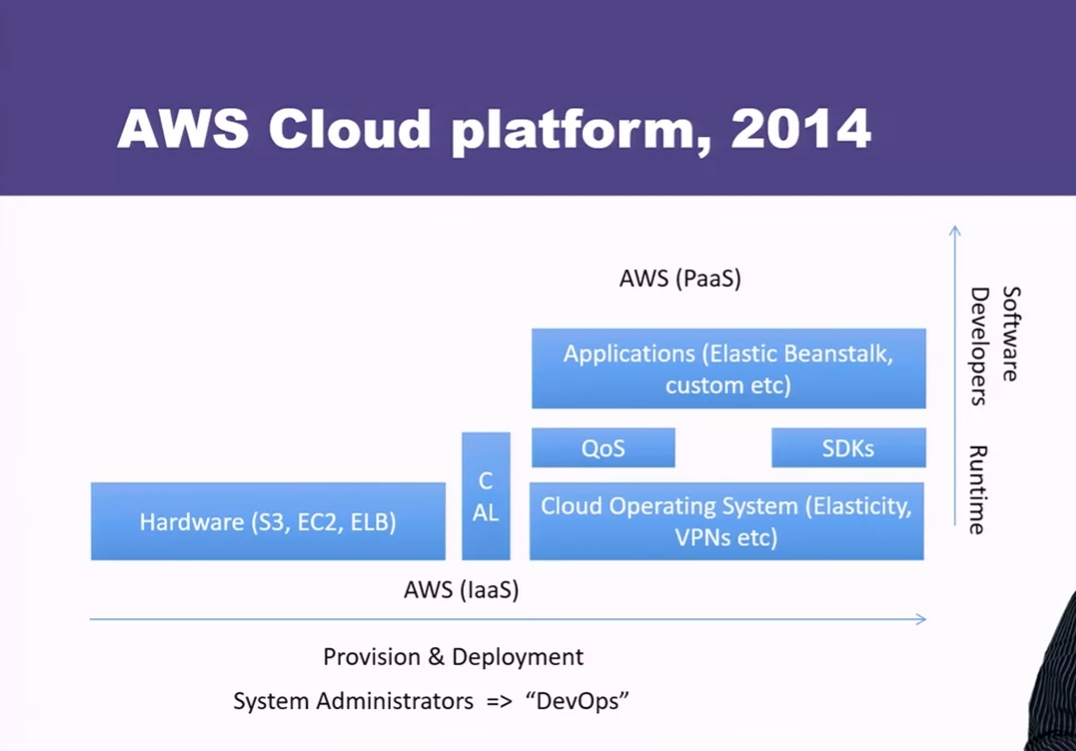 AWS Cloud platform, 2014
AWS (PaaS)
Applications (Elastic Beanstalk,
custom etc)
QoS
SDKs
C
AL
Hardware (S3, EC2, ELB)
Cloud Operating System (Elasticity,
VPNs etc)
AWS (IaaS)
Provision & Deployment
System Administrators => “DevOps”
Software
Developers
Runtime